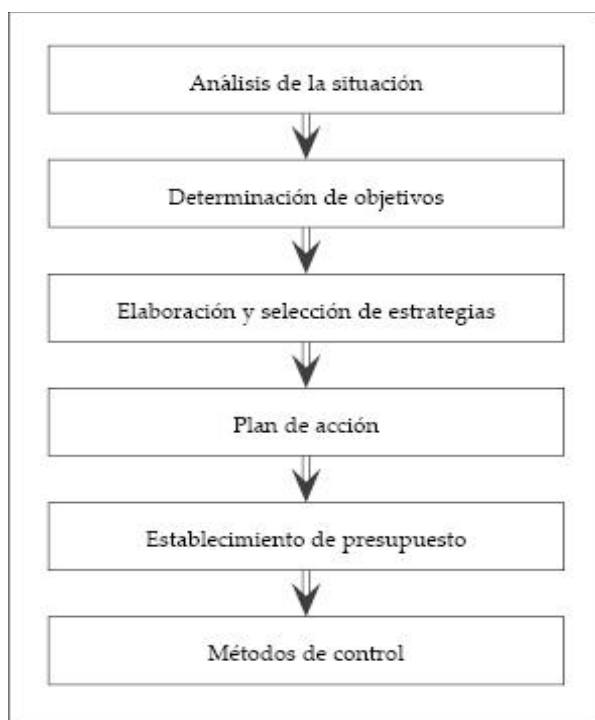 Análisis de la situación
Determinación de objetivos
Elaboración y selección de estrategias
Plan de acción
Establecimiento de presupuesto
Métodos de control